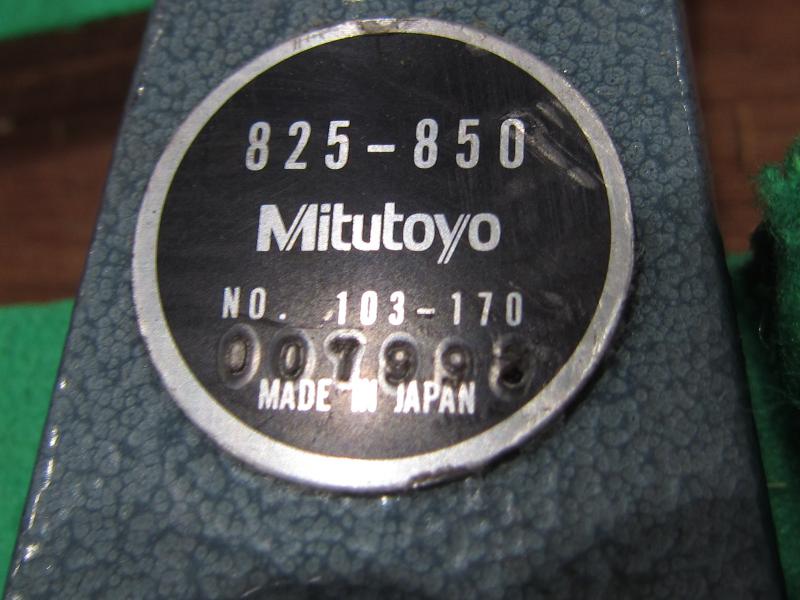 825-850
Mitutoyo
NO. 103-170
MADE IN JAPAN